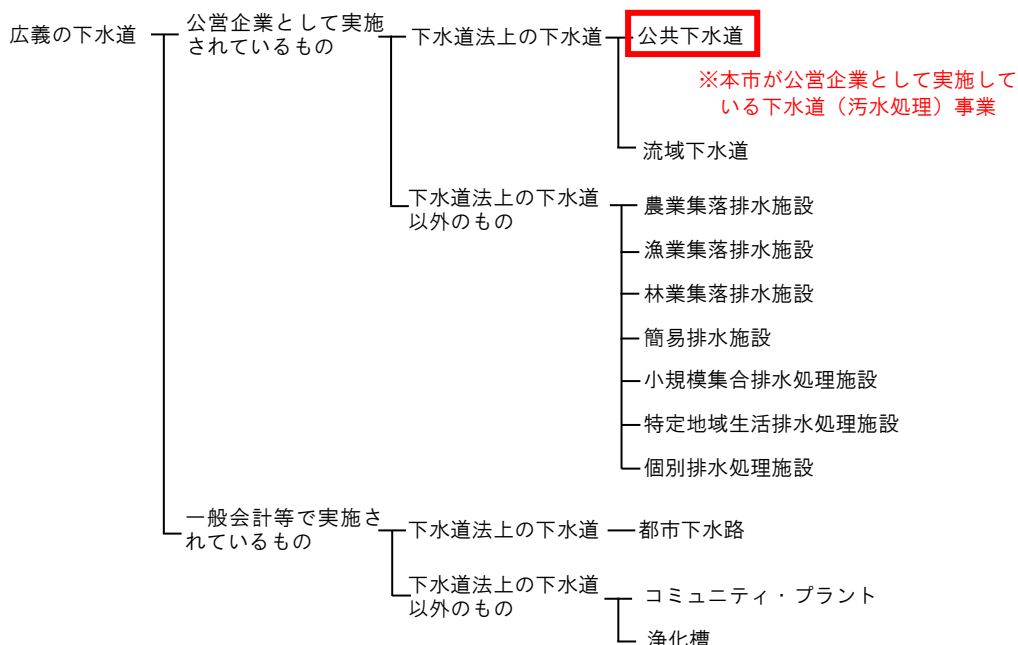 広義の下水道
公営企業として実施
されているもの
下水道法上の下水道
公共下水道
※本市が公営企業として実施して
いる下水道（汚水処理）事業
流域下水道
下水道法上の下水道
以外のもの
農業集落排水施設
漁業集落排水施設
林業集落排水施設
簡易排水施設
小規模集合排水処理施設
特定地域生活排水処理施設
個別排水処理施設
一般会計等で実施さ
れているもの
下水道法上の下水道
都市下水路
下水道法上の下水道
以外のもの
コミュニティ・プラント
浄化槽